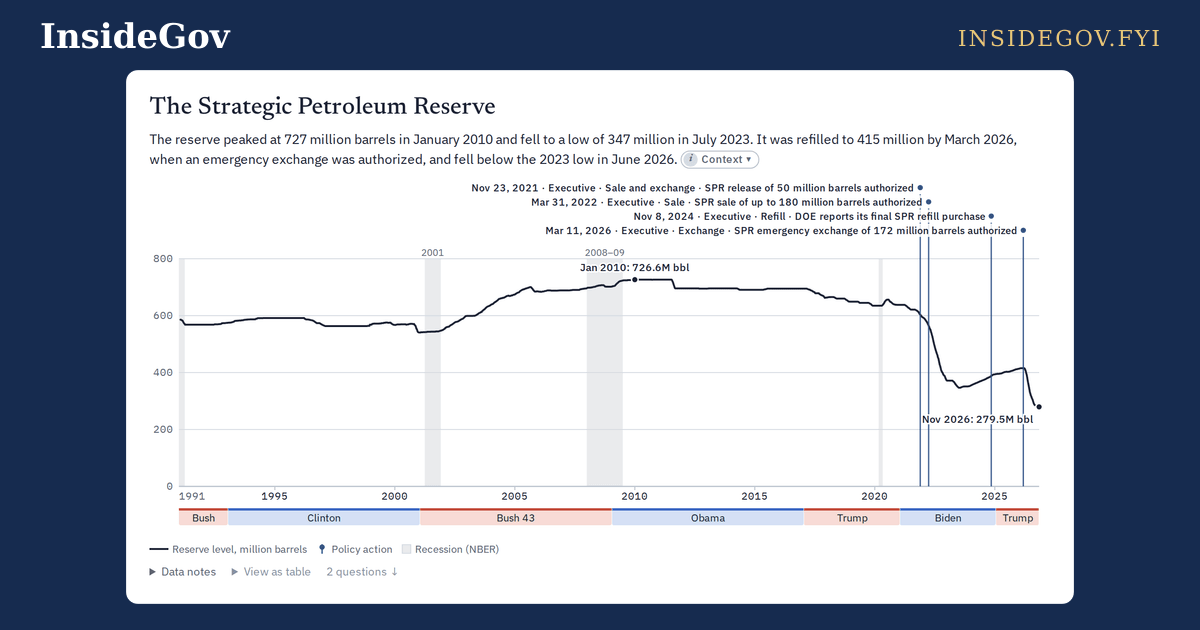 InsideGov
INSIDEGOV.FYI
The Strategic Petroleum Reserve
The reserve peaked at 727 million barrels in January 2010 and fell to a low of 347 million in July 2023. It was refilled to 415 million by March 2026,
when an emergency exchange was authorized, and fell below the 2023 low in June 2026. i Context ▾
Nov 23, 2021 · Executive · Sale and exchange · SPR release of 50 million barrels authorized
Mar 31, 2022 · Executive · Sale · SPR sale of up to 180 million barrels authorized
Nov 8, 2024 · Executive · Refill · DOE reports its final SPR refill purchase
Mar 11, 2026 · Executive · Exchange · SPR emergency exchange of 172 million barrels authorized
2001
2008–09
800
Jan 2010: 726.6M bbl
600
400
Nov 2026: 279.5M bbl
200
0
1991 1995 2000 2005 2010 2015 2020 2025
Bush Clinton Bush 43 Obama Trump Biden Trump
Reserve level, million barrels Policy action Recession (NBER)
▶ Data notes ▶ View as table 2 questions ↓